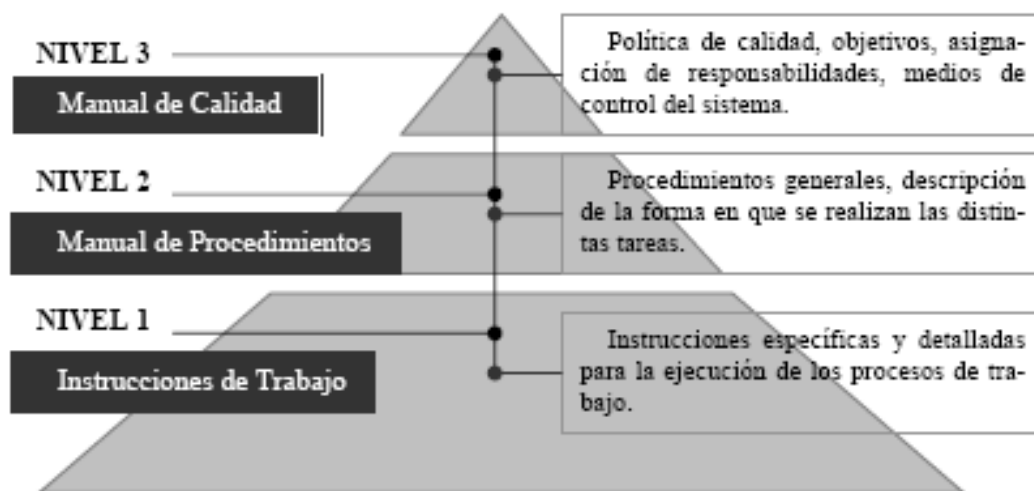 NIVEL 3
Manual de Calidad
Política de calidad, objetivos, asigna-
ción de responsabilidades, medios de
control del sistema.
NIVEL 2
Manual de Procedimientos
Procedimientos generales, descripción
de la forma en que se realizan las distin-
tas tareas.
NIVEL 1
Instrucciones de Trabajo
Instrucciones específicas y detalladas
para la ejecución de los procesos de tra-
bajo.